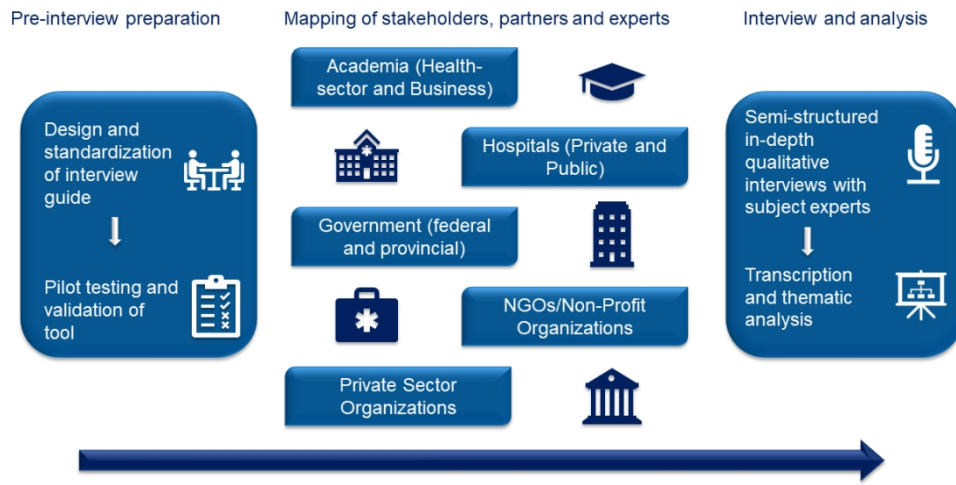 Pre-interview preparation
Mapping of stakeholders, partners and experts
Interview and analysis
Design and
standardization
of interview
guide
Pilot testing and
validation of
tool
Academia (Health-
sector and Business)
Hospitals (Private and
Public)
Government (federal
and provincial)
NGOs/Non-Profit
Organizations
Private Sector
Organizations
Semi-structured
in-depth
qualitative
interviews with
subject experts
Transcription
and thematic
analysis